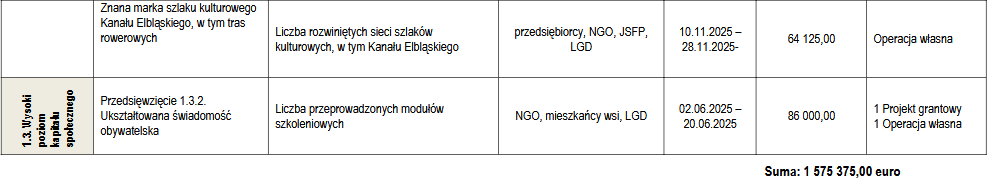 Znana marka szlaku kulturowego
Kanału Elbląskiego, w tym tras
rowerowych
Liczba rozwiniętych sieci szlaków
kulturowych, w tym Kanału Elbląskiego
przedsiębiorcy, NGO, JSFP,
LGD
10.11.2025 –
28.11.2025-
64 125,00
Operacja własna
1.3. Wysoki
poziom
kapitału
społecznego
Przedsięwzięcie 1.3.2.
Ukształtowana świadomość
obywatelska
Liczba przeprowadzonych modułów
szkoleniowych
NGO, mieszkańcy wsi, LGD
02.06.2025 –
20.06.2025
86 000,00
1 Projekt grantowy
1 Operacja własna
Suma: 1 575 375,00 euro